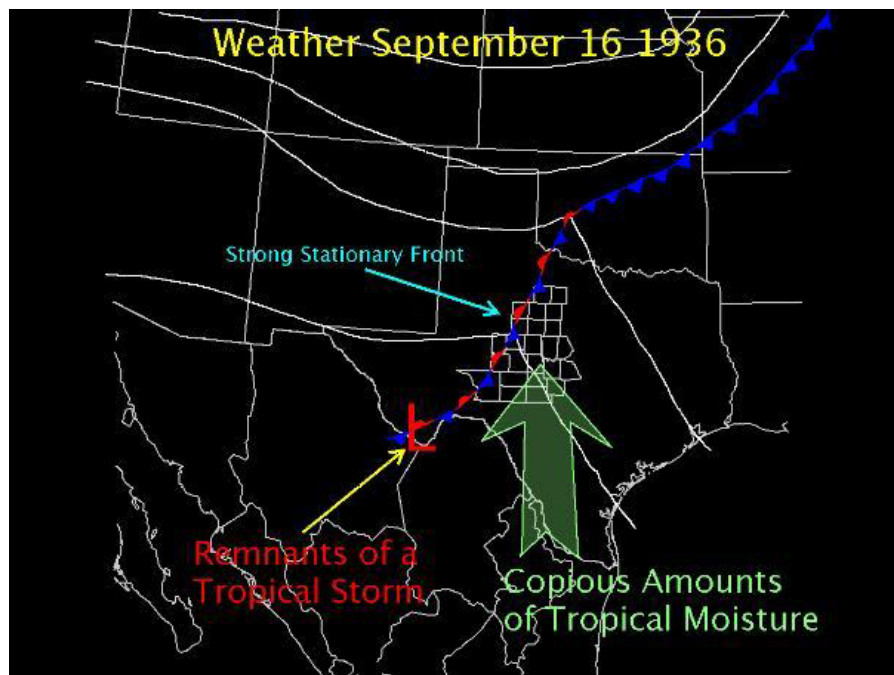 Weather September 16 1936
Strong Stationary Front
L
Remnants of a
Tropical Storm
Copious Amounts
of Tropical Moisture